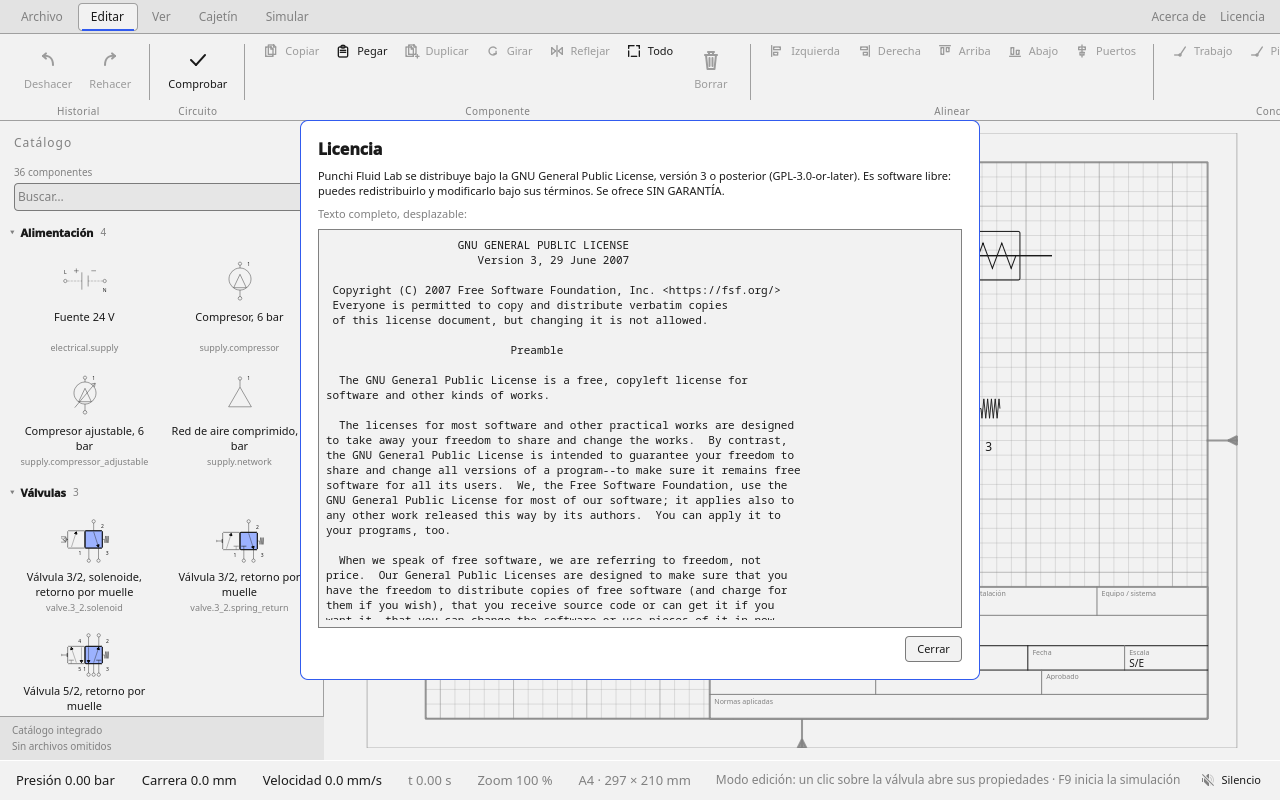 Archivo Editar Ver Cajetín Simular Acerca de Licencia
Copiar Pegar Duplicar Girar Reflejar Todo Izquierda Derecha Arriba Abajo Puertos Trabajo
Deshacer Rehacer Comprobar Borrar
Historial Circuito Componente Alinear
Catálogo
36 componentes
Buscar...
Alimentación 4
L N 1
Fuente 24 V Compresor, 6 bar
electrical.supply supply.compressor
1 1
Compresor ajustable, 6 bar
supply.compressor_adjustable
Red de aire comprimido, bar
supply.network
Válvulas 3
2 1 3 2 1 3
Válvula 3/2, solenoide,
retorno por muelle
valve.3_2.solenoid
Válvula 3/2, retorno por
muelle
valve.3_2.spring_return
4 2 5 1 3
Válvula 5/2, retorno por
muelle
Catálogo integrado
Sin archivos omitidos
Licencia
Punchi Fluid Lab se distribuye bajo la GNU General Public License, versión 3 o posterior (GPL-3.0-or-later). Es software libre:
puedes redistribuirlo y modificarlo bajo sus términos. Se ofrece SIN GARANTÍA.
Texto completo, desplazable:
GNU GENERAL PUBLIC LICENSE
Version 3, 29 June 2007
Copyright (C) 2007 Free Software Foundation, Inc. <https://fsf.org/>
Everyone is permitted to copy and distribute verbatim copies
of this license document, but changing it is not allowed.
Preamble
The GNU General Public License is a free, copyleft license for
software and other kinds of works.
The licenses for most software and other practical works are designed
to take away your freedom to share and change the works.  By contrast,
the GNU General Public License is intended to guarantee your freedom to
share and change all versions of a program--to make sure it remains free
software for all its users.  We, the Free Software Foundation, use the
GNU General Public License for most of our software; it applies also to
any other work released this way by its authors.  You can apply it to
your programs, too.
When we speak of free software, we are referring to freedom, not
price.  Our General Public Licenses are designed to make sure that you
have the freedom to distribute copies of free software (and charge for
them if you wish), that you receive source code or can get it if you
Cerrar
3
Equipo / sistema
Fecha
Escala
S/E
Aprobado
Normas aplicadas
Presión 0.00 bar Carrera 0.0 mm Velocidad 0.0 mm/s t 0.00 s Zoom 100 % A4 · 297 × 210 mm Modo edición: un clic sobre la válvula abre sus propiedades · F9 inicia la simulación Silencio